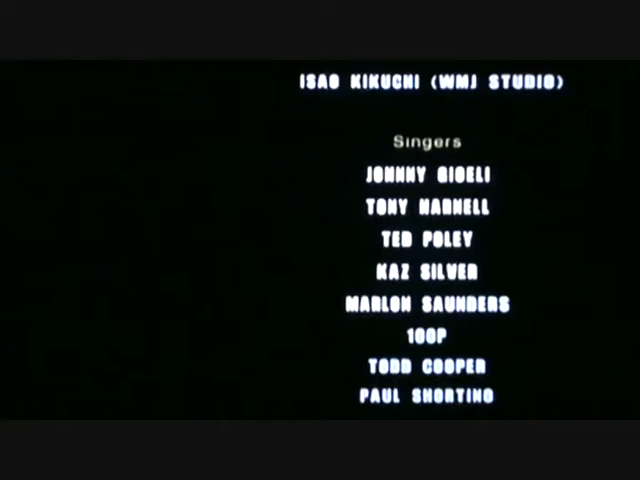 ISAO KIKUCHI (WMJ STUDIO)
Singers
JOHNNY GIOELI
TONY HARNELL
TED POLEY
KAZ SILVER
MARLON SAUNDERS
100P
TODD COOPER
PAUL SHORTINO